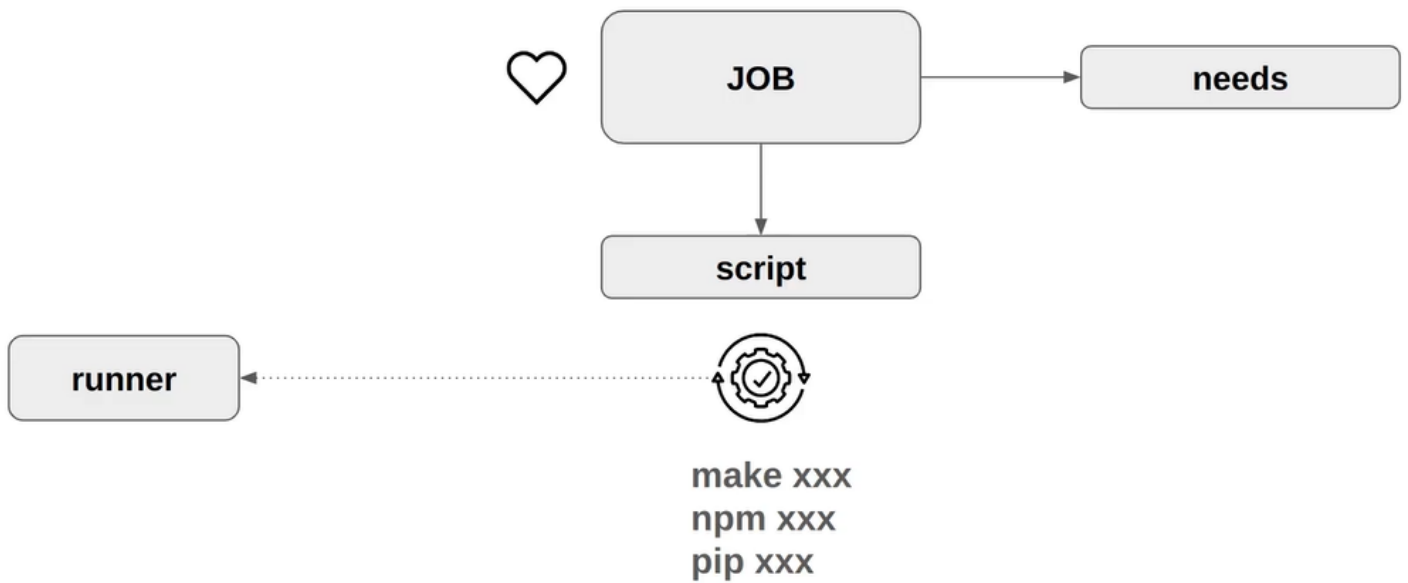 JOB
needs
script
runner
make xxx
npm xxx
pip xxx